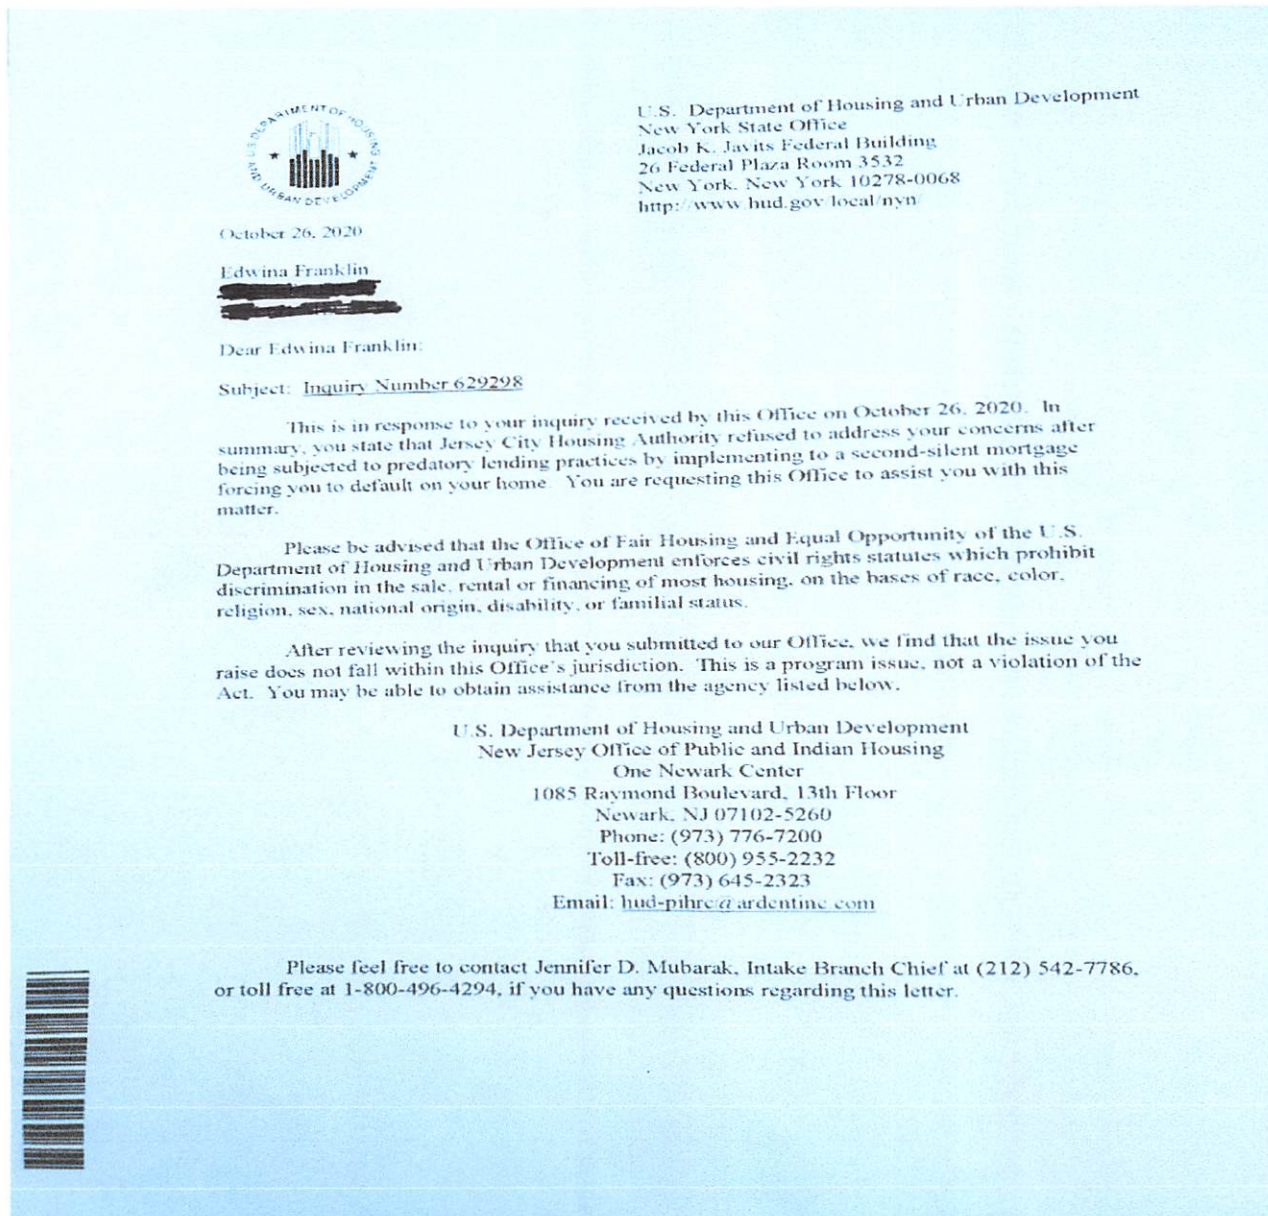 U.S. DEPARTMENT OF HOUSING
AND URBAN DEVELOPMENT
U.S. Department of Housing and Urban Development
New York State Office
Jacob K. Javits Federal Building
26 Federal Plaza Room 3532
New York, New York 10278-0068
http://www.hud.gov/local/nyn/
October 26, 2020
Edwina Franklin
Dear Edwina Franklin:
Subject: Inquiry Number 629298
This is in response to your inquiry received by this Office on October 26, 2020. In
summary, you state that Jersey City Housing Authority refused to address your concerns after
being subjected to predatory lending practices by implementing to a second-silent mortgage
forcing you to default on your home. You are requesting this Office to assist you with this
matter.
Please be advised that the Office of Fair Housing and Equal Opportunity of the U.S.
Department of Housing and Urban Development enforces civil rights statutes which prohibit
discrimination in the sale, rental or financing of most housing, on the bases of race, color,
religion, sex, national origin, disability, or familial status.
After reviewing the inquiry that you submitted to our Office, we find that the issue you
raise does not fall within this Office's jurisdiction. This is a program issue, not a violation of the
Act. You may be able to obtain assistance from the agency listed below.
U.S. Department of Housing and Urban Development
New Jersey Office of Public and Indian Housing
One Newark Center
1085 Raymond Boulevard, 13th Floor
Newark, NJ 07102-5260
Phone: (973) 776-7200
Toll-free: (800) 955-2232
Fax: (973) 645-2323
Email: hud-pihrc@ardentinc.com
Please feel free to contact Jennifer D. Mubarak, Intake Branch Chief at (212) 542-7786,
or toll free at 1-800-496-4294, if you have any questions regarding this letter.